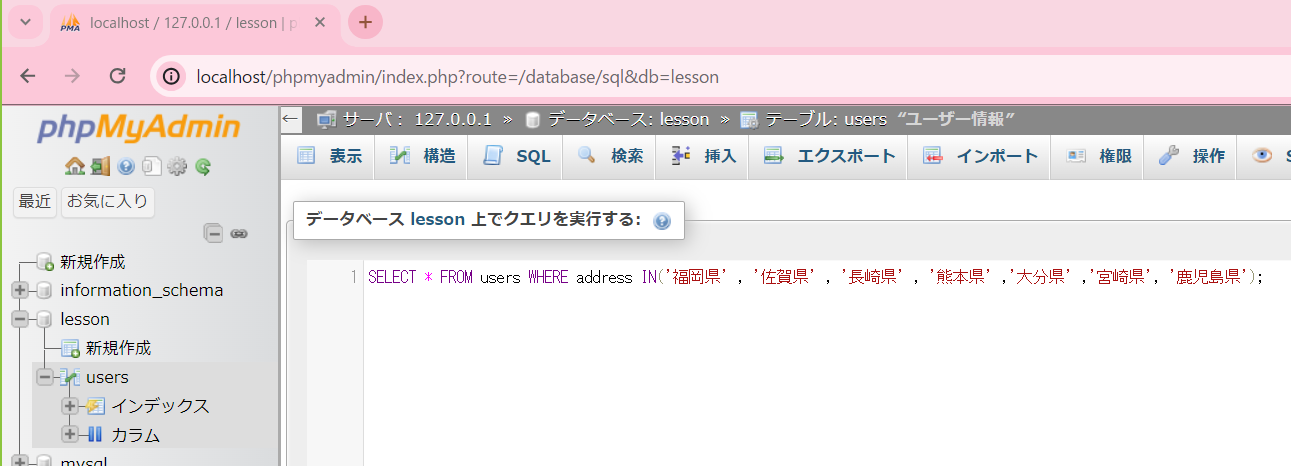 PMA localhost / 127.0.0.1 / lesson | p
localhost/phpmyadmin/index.php?route=/database/sql&db=lesson
phpMyAdmin
最近 お気に入り
新規作成
information_schema
lesson
新規作成
users
インデックス
カラム
mysql
サーバ: 127.0.0.1 » データベース: lesson » テーブル: users “ユーザー情報”
表示 構造 SQL 検索 挿入 エクスポート インポート 権限 操作 S
データベース lesson 上でクエリを実行する:
1 SELECT * FROM users WHERE address IN('福岡県' , '佐賀県' , '長崎県' , '熊本県' ,'大分県' ,'宮崎県', '鹿児島県');